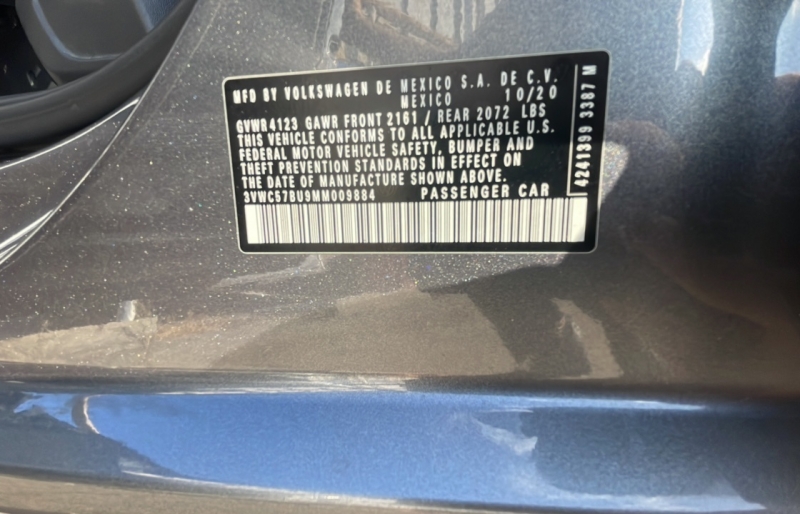 MFD BY VOLKSWAGEN DE MEXICO S.A. DE C.V.
MEXICO 10/20
GVWR 4123 GAWR FRONT 2161 / REAR 2072 LBS
THIS VEHICLE CONFORMS TO ALL APPLICABLE U.S.
FEDERAL MOTOR VEHICLE SAFETY, BUMPER AND
THEFT PREVENTION STANDARDS IN EFFECT ON
THE DATE OF MANUFACTURE SHOWN ABOVE.
3VWC57BU9MM009884 PASSENGER CAR
4241399 3387 M